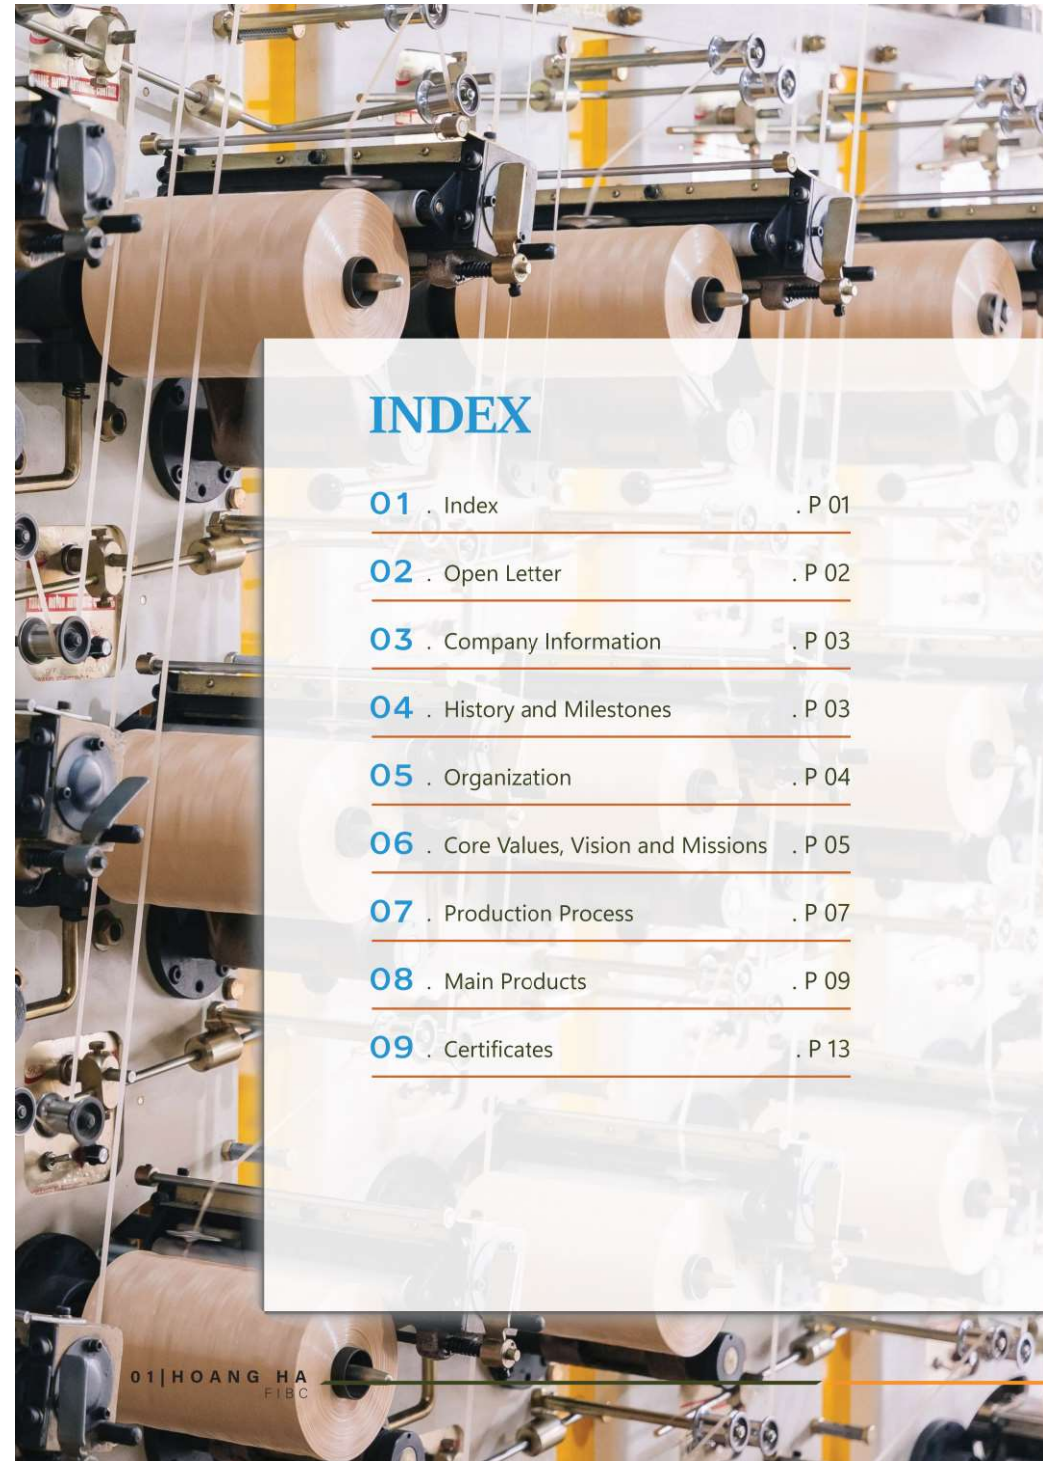 INDEX
01 . Index . P 01
02 . Open Letter . P 02
03 . Company Information . P 03
04 . History and Milestones . P 03
05 . Organization . P 04
06 . Core Values, Vision and Missions . P 05
07 . Production Process . P 07
08 . Main Products . P 09
09 . Certificates . P 13
01|HOANG HA
FIBC